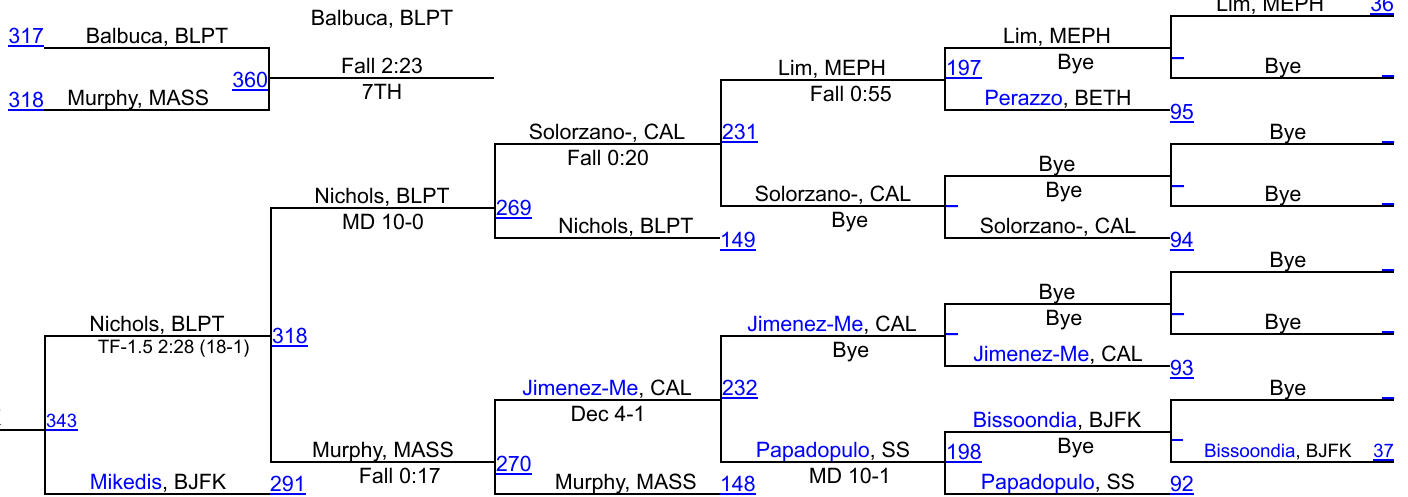 Lim, MEPH 36
Balbuca, BLPT
317 Balbuca, BLPT
Lim, MEPH
Fall 2:23
Lim, MEPH
197
Bye
Bye
360
7TH
Fall 0:55
318 Murphy, MASS
Perazzo, BETH 95
Solorzano-, CAL
231
Bye
Fall 0:20
Bye
Bye
Bye
Nichols, BLPT
Solorzano-, CAL
269
MD 10-0
Bye
Nichols, BLPT 149
Solorzano-, CAL 94
Bye
Bye
Bye
Bye
Nichols, BLPT
318
Jimenez-Me, CAL
TF-1.5 2:28 (18-1)
Bye
Jimenez-Me, CAL 93
Jimenez-Me, CAL
232
Bye
Dec 4-1
343
Bissoondia, BJFK
Murphy, MASS
Papadopulo, SS
198
Bye
Bissoondia, BJFK 37
270
Fall 0:17
MD 10-1
Mikedis, BJFK 291
Murphy, MASS 148
Papadopulo, SS 92